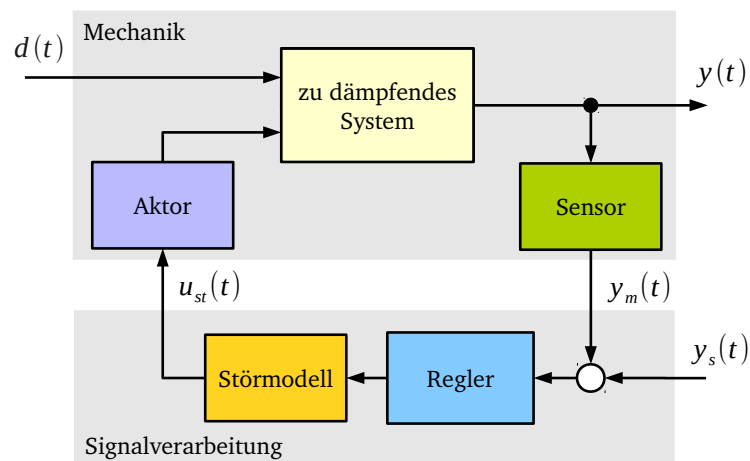 Mechanik
d(t)
zu dämpfendes
System
y(t)
Aktor
Sensor
u_st(t)
y_m(t)
y_s(t)
Störmodell
Regler
Signalverarbeitung